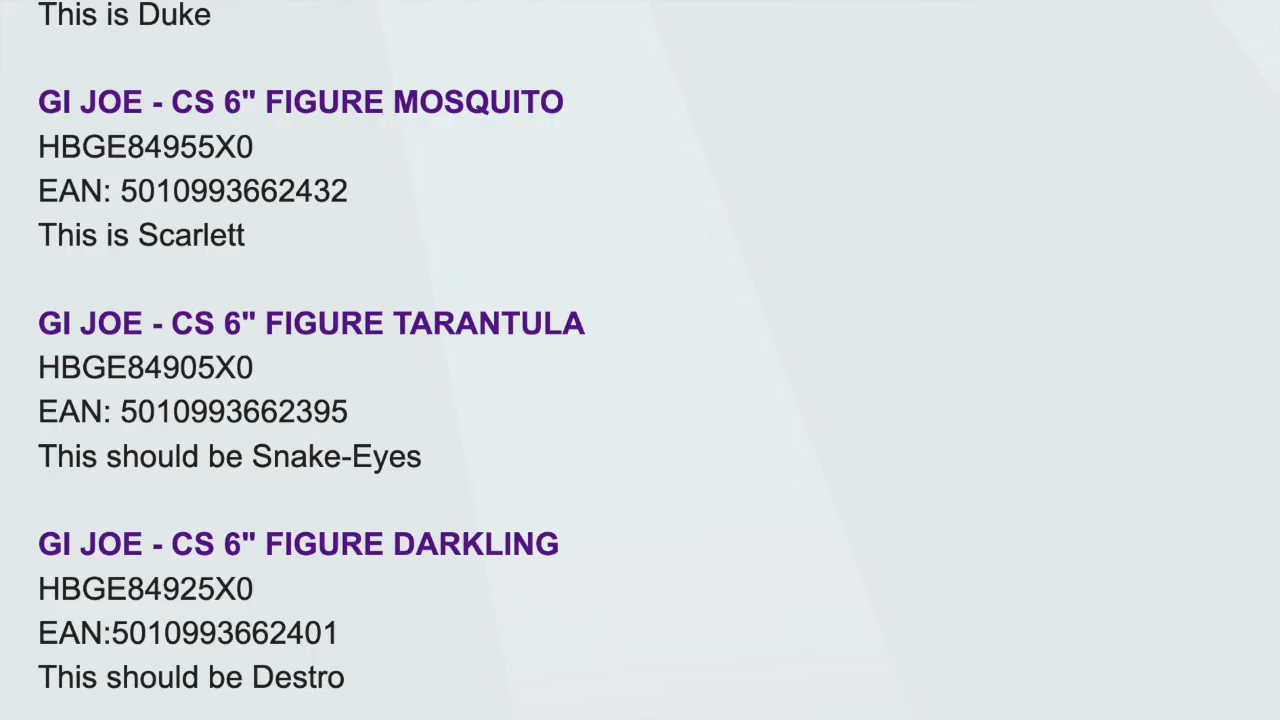 This is Duke
GI JOE - CS 6" FIGURE MOSQUITO
HBGE84955X0
EAN: 5010993662432
This is Scarlett
GI JOE - CS 6" FIGURE TARANTULA
HBGE84905X0
EAN: 5010993662395
This should be Snake-Eyes
GI JOE - CS 6" FIGURE DARKLING
HBGE84925X0
EAN:5010993662401
This should be Destro